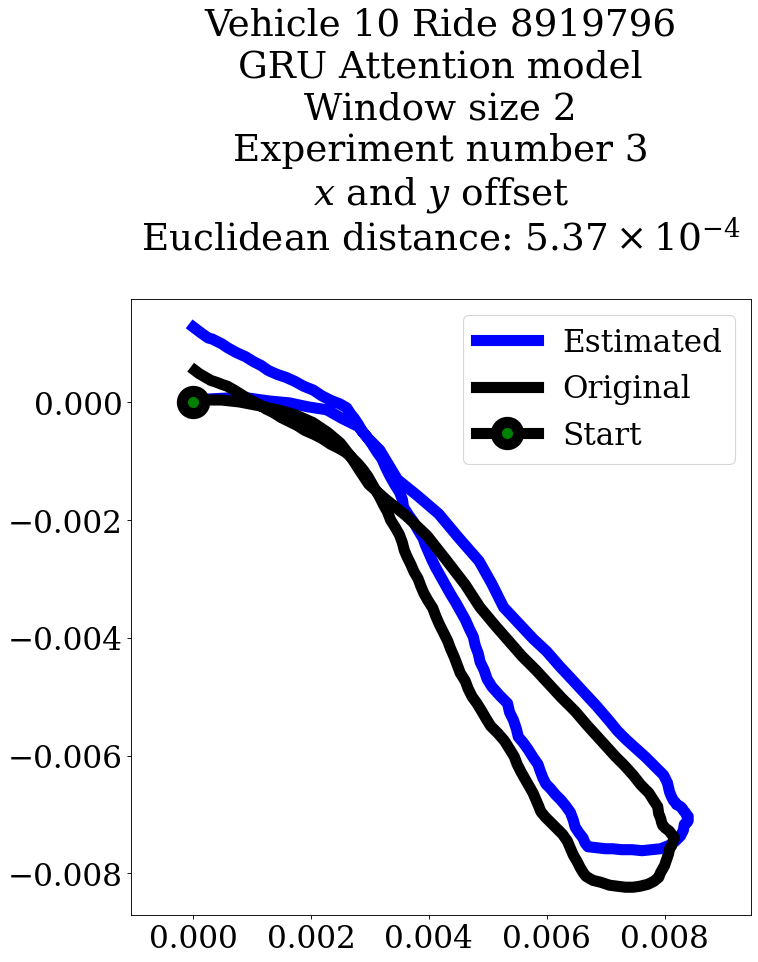 Vehicle 10 Ride 8919796
GRU Attention model
Window size 2
Experiment number 3
x and y offset
Euclidean distance: 5.37 × 10⁻⁴
Estimated
Original
Start
0.000
−0.002
−0.004
−0.006
−0.008
0.000 0.002 0.004 0.006 0.008